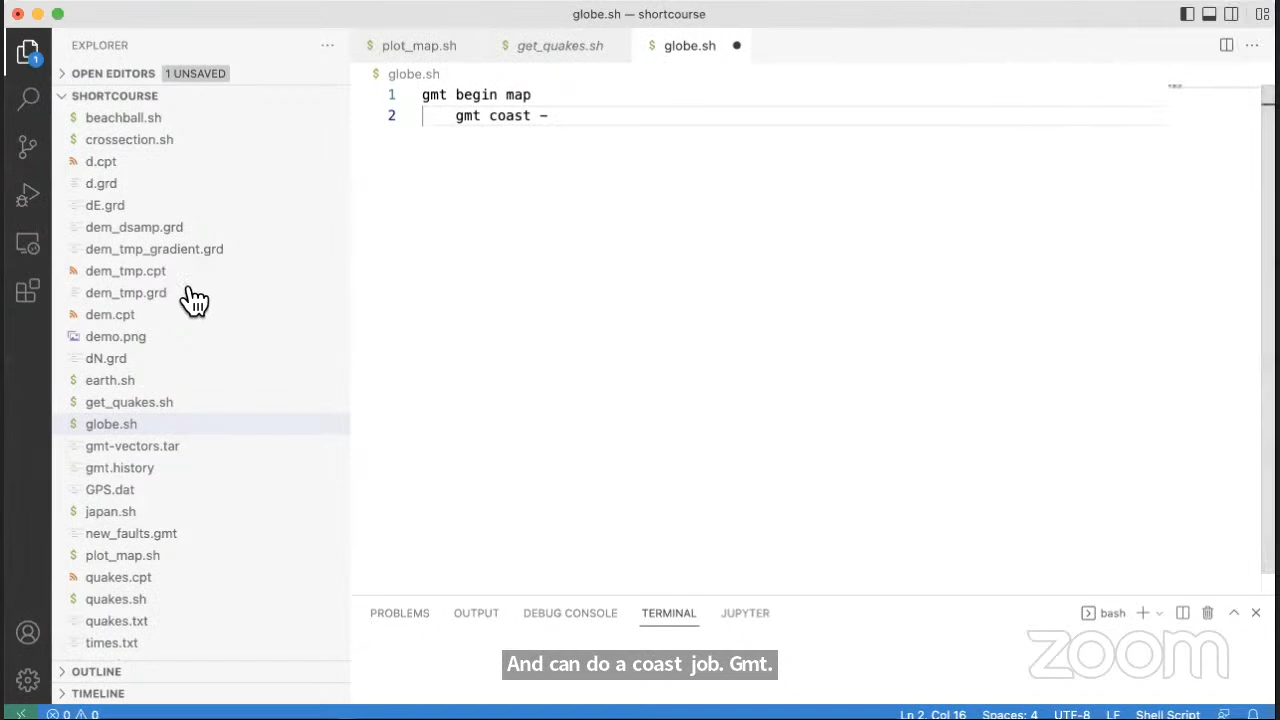 globe.sh — shortcourse
EXPLORER
plot_map.sh
get_quakes.sh
globe.sh
OPEN EDITORS 1 UNSAVED
globe.sh
SHORTCOURSE
1 gmt begin map
2 gmt coast -
beachball.sh
crossection.sh
d.cpt
d.grd
dE.grd
dem_dsamp.grd
dem_tmp_gradient.grd
dem_tmp.cpt
dem_tmp.grd
dem.cpt
demo.png
dN.grd
earth.sh
get_quakes.sh
globe.sh
gmt-vectors.tar
gmt.history
GPS.dat
japan.sh
new_faults.gmt
plot_map.sh
quakes.cpt
quakes.sh
quakes.txt
times.txt
OUTLINE
TIMELINE
1
PROBLEMS OUTPUT DEBUG CONSOLE TERMINAL JUPYTER
bash
zoom
And can do a coast job. Gmt.
0 0
Ln 2, Col 16 Spaces: 4 UTF-8 LF Shell Script